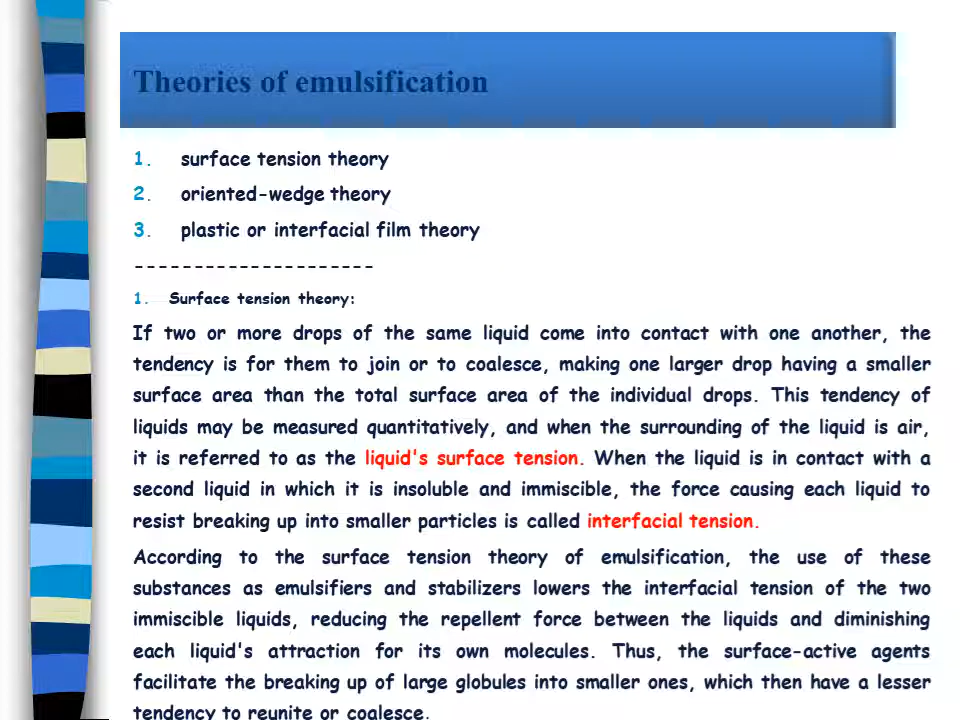 Theories of emulsification
1. surface tension theory
2. oriented-wedge theory
3. plastic or interfacial film theory
--------------------
1. Surface tension theory:
If two or more drops of the same liquid come into contact with one another, the
tendency is for them to join or to coalesce, making one larger drop having a smaller
surface area than the total surface area of the individual drops. This tendency of
liquids may be measured quantitatively, and when the surrounding of the liquid is air,
it is referred to as the liquid's surface tension. When the liquid is in contact with a
second liquid in which it is insoluble and immiscible, the force causing each liquid to
resist breaking up into smaller particles is called interfacial tension.
According to the surface tension theory of emulsification, the use of these
substances as emulsifiers and stabilizers lowers the interfacial tension of the two
immiscible liquids, reducing the repellent force between the liquids and diminishing
each liquid's attraction for its own molecules. Thus, the surface-active agents
facilitate the breaking up of large globules into smaller ones, which then have a lesser
tendency to reunite or coalesce.